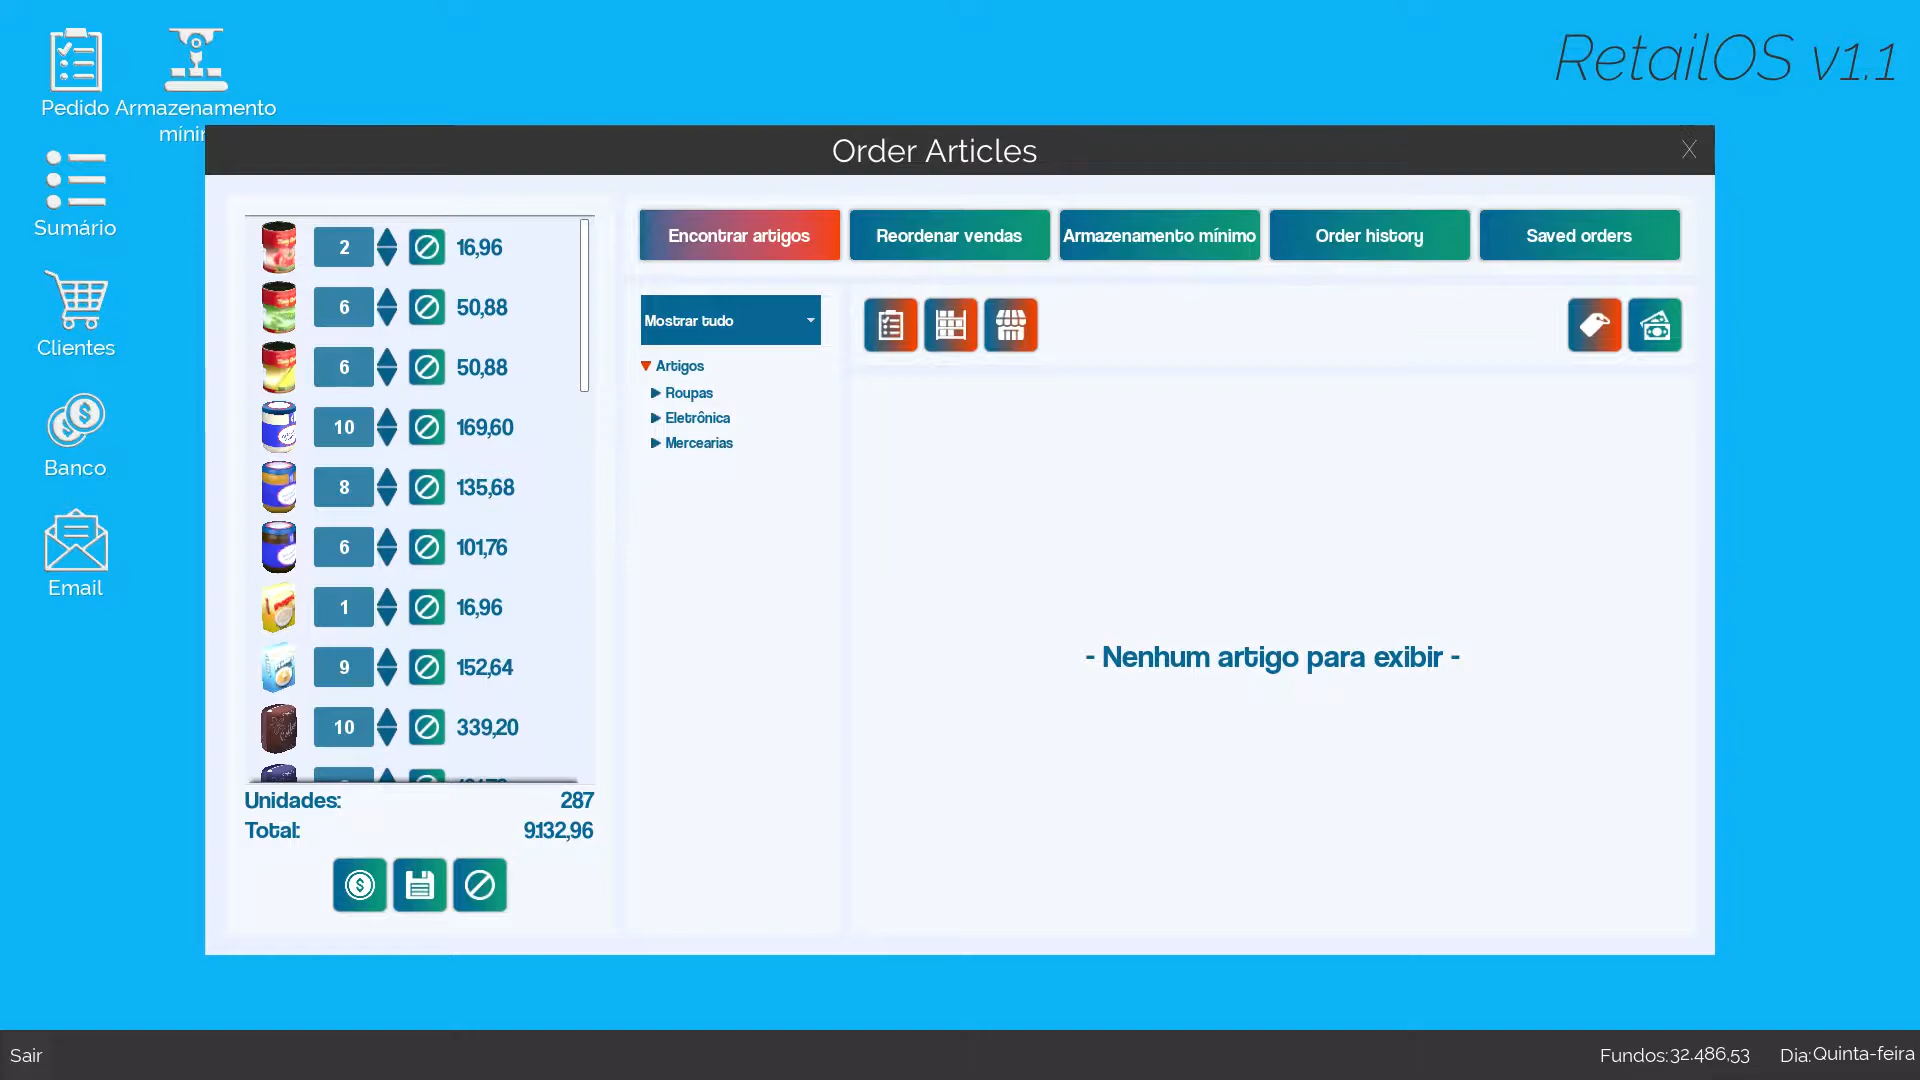 RetailOS v1.1
Pedido
Armazenamento
Sumário
Clientes
Banco
Email
Order Articles
X
2 16,96
6 50,88
6 50,88
10 169,60
8 135,68
6 101,76
1 16,96
9 152,64
10 339,20
Unidades: 287
Total: 9.132,96
Encontrar artigos
Reordenar vendas
Armazenamento mínimo
Order history
Saved orders
Mostrar tudo
Artigos
Roupas
Eletrônica
Mercearias
- Nenhum artigo para exibir -
Sair
Fundos: 32.486,53
Dia: Quinta-feira